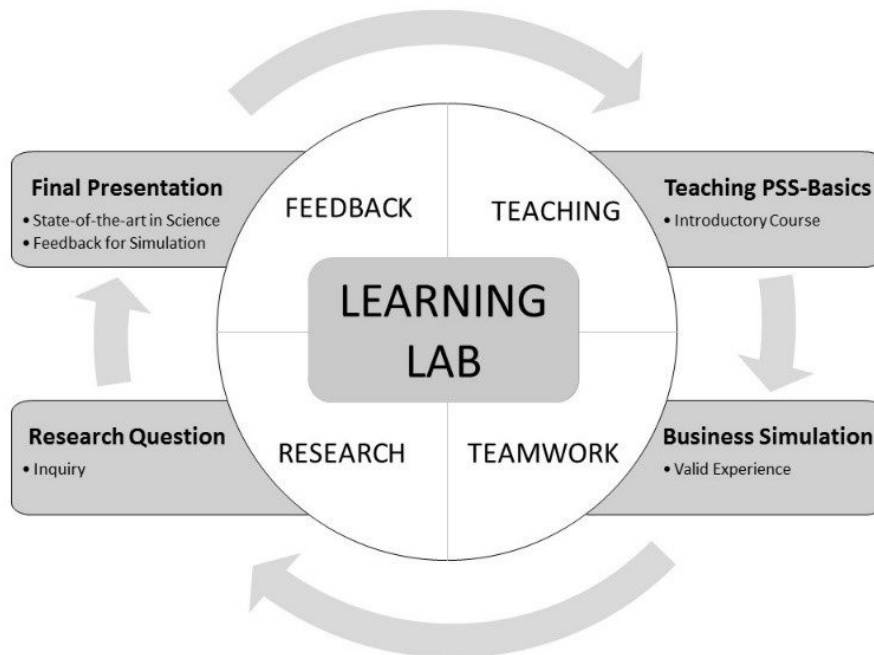 Final Presentation
• State-of-the-art in Science
• Feedback for Simulation
FEEDBACK
TEACHING
Teaching PSS-Basics
• Introductory Course
LEARNING
LAB
Research Question
• Inquiry
RESEARCH
TEAMWORK
Business Simulation
• Valid Experience